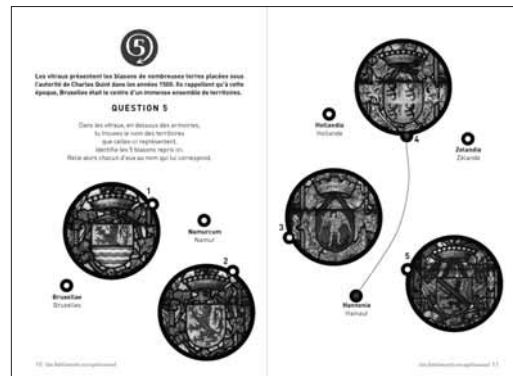 5
Les vitraux présentent les blasons de nombreuses terres placées sous
l'autorité de Charles Quint dans les années 1500. Ils rappellent qu'à cette
époque, Bruxelles était le centre d'un immense ensemble de territoires.
QUESTION 5
Dans les vitraux, en dessous des armoiries,
tu trouves le nom des territoires
que celles-ci représentent.
Identifie les 5 blasons repris ici.
Relie alors chacun d'eux au nom qui lui correspond.
1
Namurcum
Namur
2
Bruxellae
Bruxelles
10
Hollandia
Hollande
4
Zelandia
Zélande
3
5
Hannonia
Hainaut
11